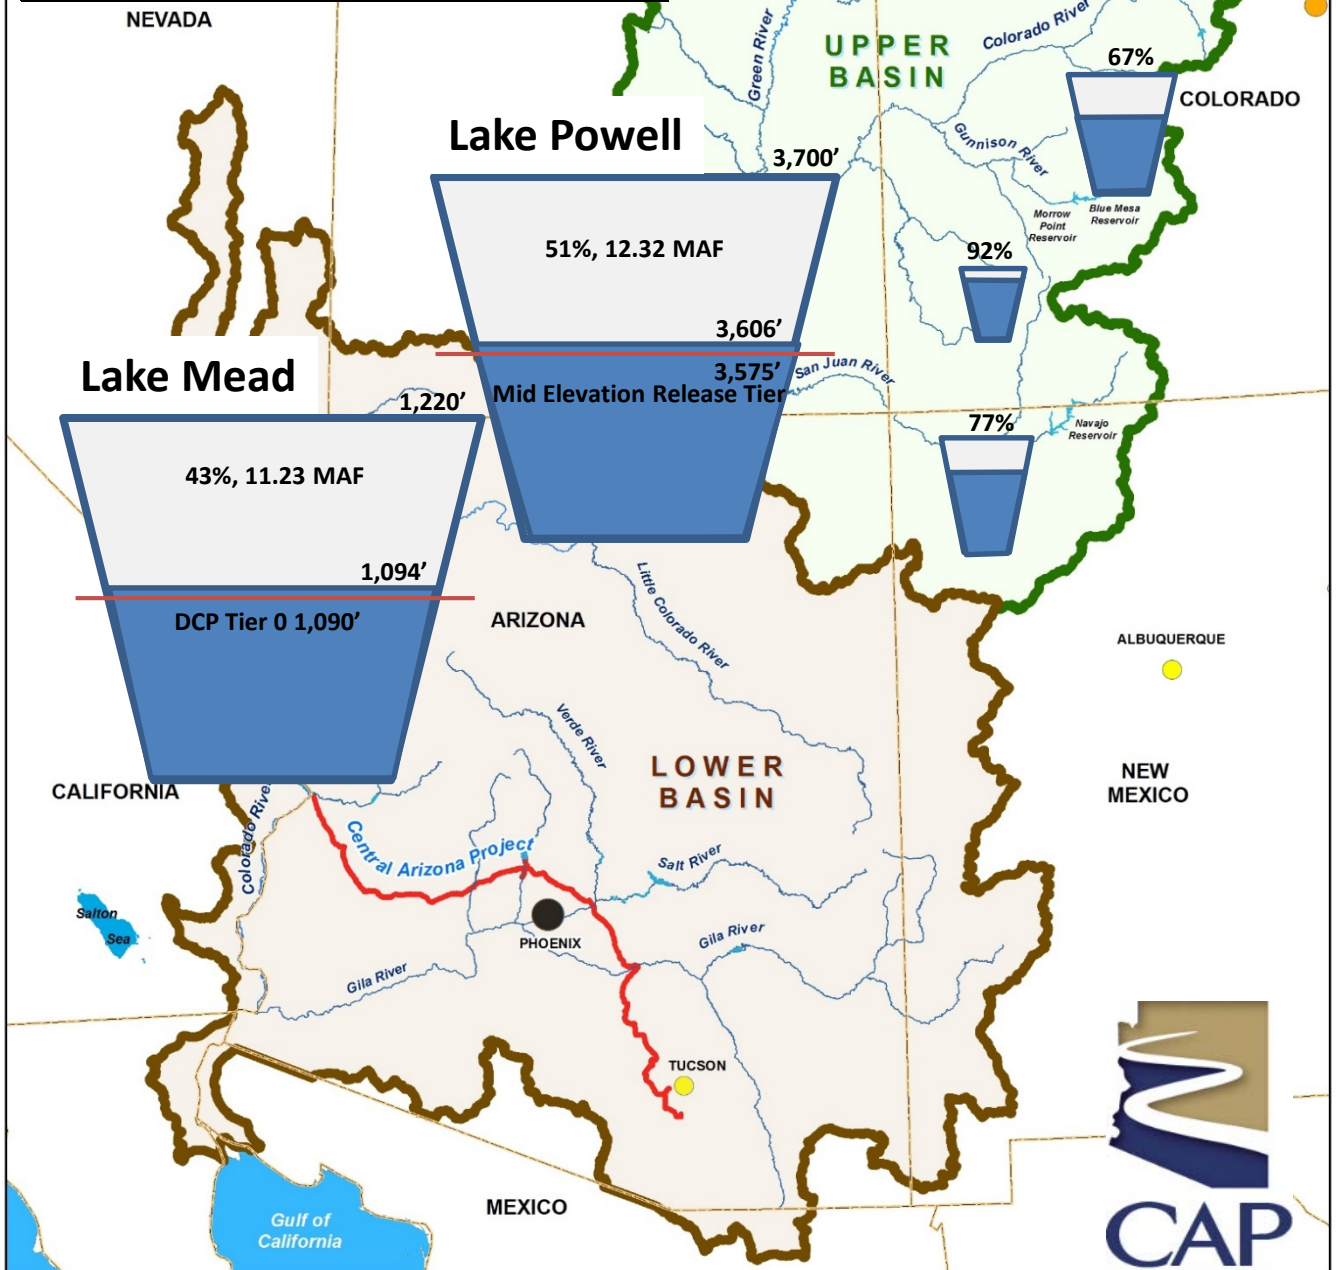 NEVADA
Green River
UPPER
BASIN
Colorado River
67%
COLORADO
Lake Powell
3,700’
Gunnison River
Morrow
Point
Reservoir
Blue Mesa
Reservoir
51%, 12.32 MAF
92%
3,606’
3,575’
Mid Elevation Release Tier
San Juan River
Lake Mead
1,220’
77%
Navajo
Reservoir
43%, 11.23 MAF
1,094’
DCP Tier 0 1,090’
ARIZONA
Little Colorado River
ALBUQUERQUE
Verde River
LOWER
BASIN
NEW
MEXICO
CALIFORNIA
Colorado River
Central Arizona Project
Salt River
Salton
Sea
PHOENIX
Gila River
Gila River
TUCSON
MEXICO
Gulf of
California
CAP